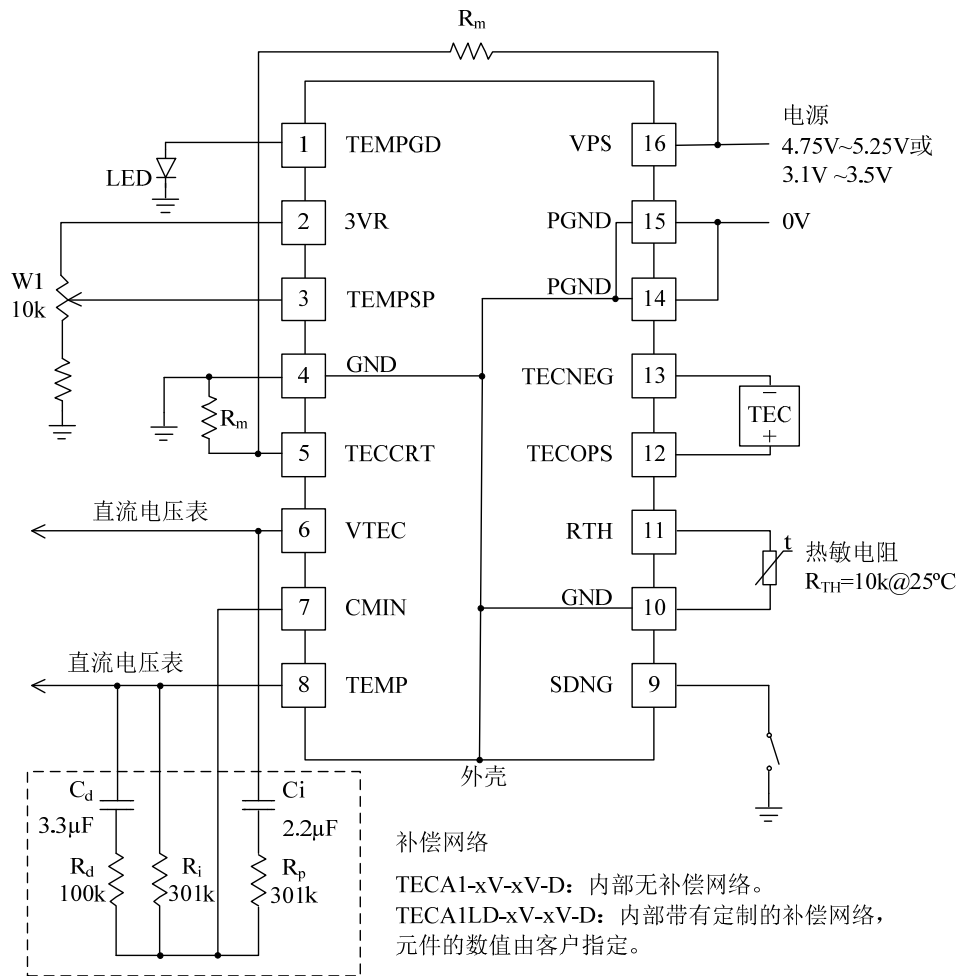 Rm
电源
4.75V~5.25V或
3.1V ~3.5V
1 TEMPGD
VPS 16
LED
2 3VR
PGND 15
0V
W1
10k
3 TEMPSP
PGND 14
4 GND
TECNEG 13
−
TEC
+
Rm
5 TECCRT
TECOPS 12
直流电压表
6 VTEC
RTH 11
t
热敏电阻
RTH=10k@25ºC
7 CMIN
GND 10
直流电压表
8 TEMP
SDNG 9
外壳
Cd
3.3µF
Ci
2.2µF
Rd
100k
Ri
301k
Rp
301k
补偿网络
TECA1-xV-xV-D：内部无补偿网络。
TECA1LD-xV-xV-D：内部带有定制的补偿网络，
元件的数值由客户指定。